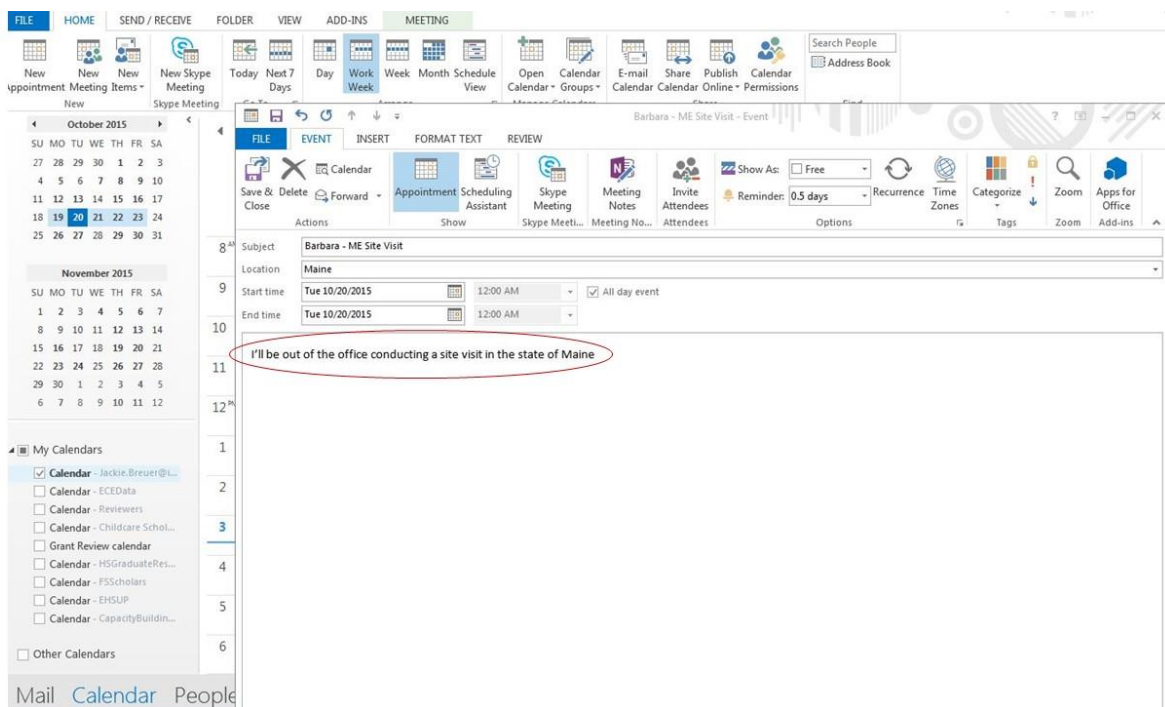 FILE HOME SEND / RECEIVE FOLDER VIEW ADD-INS MEETING
New Appointment New Meeting New Items New Skype Meeting Today Next 7 Days Day Work Week Week Month Schedule View Open Calendar Calendar Groups E-mail Calendar Share Calendar Publish Online Calendar Permissions Search People
Address Book
New Skype Meeting Go To Arrange Manage Calendars Share Find
Barbara - ME Site Visit - Event
FILE EVENT INSERT FORMAT TEXT REVIEW
Save & Close Delete Calendar Forward Appointment Scheduling Assistant Skype Meeting Meeting Notes Invite Attendees Show As: Free Reminder: 0.5 days Recurrence Time Zones Categorize Zoom Apps for Office
Actions Show Skype Meeti... Meeting No... Attendees Options Tags Zoom Add-ins
Subject Barbara - ME Site Visit
Location Maine
Start time Tue 10/20/2015 12:00 AM All day event
End time Tue 10/20/2015 12:00 AM
I'll be out of the office conducting a site visit in the state of Maine
October 2015
SU MO TU WE TH FR SA
27 28 29 30 1 2 3
4 5 6 7 8 9 10
11 12 13 14 15 16 17
18 19 20 21 22 23 24
25 26 27 28 29 30 31
November 2015
SU MO TU WE TH FR SA
1 2 3 4 5 6 7
8 9 10 11 12 13 14
15 16 17 18 19 20 21
22 23 24 25 26 27 28
29 30 1 2 3 4 5
6 7 8 9 10 11 12
8 AM
9
10
11
12 PM
1
2
3
4
5
6
My Calendars
Calendar - Jackie.Breuer@i...
Calendar - ECEData
Calendar - Reviewers
Calendar - Childcare Schol...
Grant Review calendar
Calendar - HSGraduateRes...
Calendar - FSScholars
Calendar - EHSUP
Calendar - CapacityBuildin...
Other Calendars
Mail Calendar People